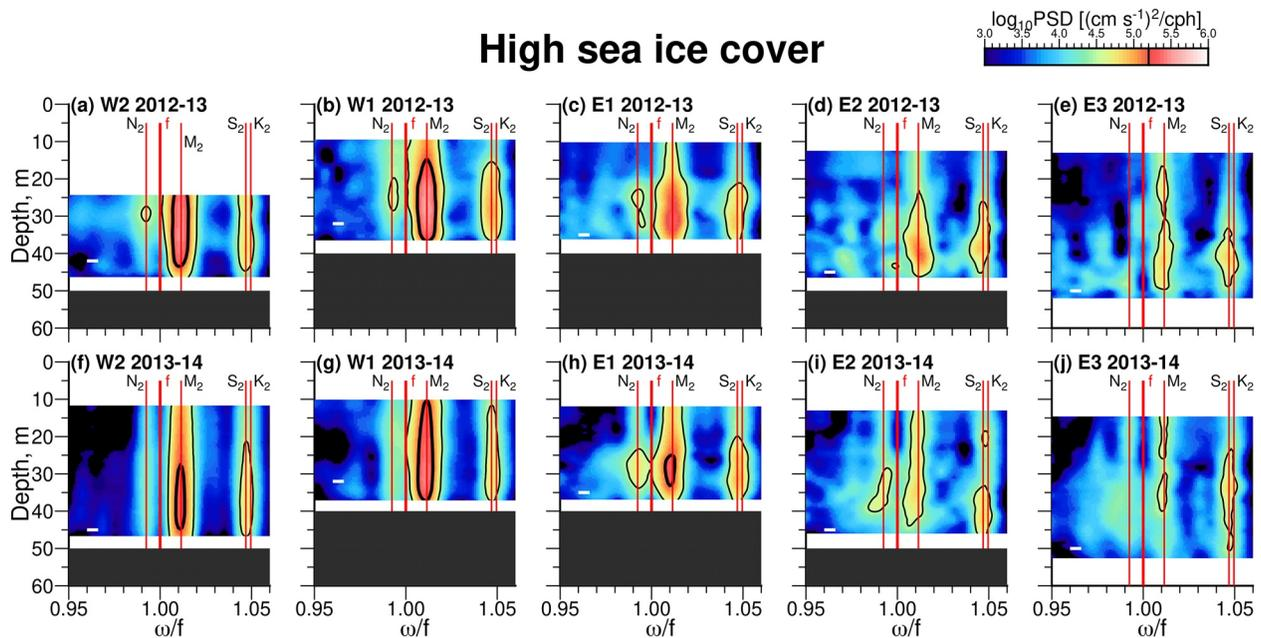 High sea ice cover
log₁₀PSD [(cm s⁻¹)²/cph]
3.0 3.5 4.0 4.5 5.0 5.5 6.0
(a) W2 2012-13 (b) W1 2012-13 (c) E1 2012-13 (d) E2 2012-13 (e) E3 2012-13
N₂ f M₂ S₂ K₂ N₂ f M₂ S₂ K₂ N₂ f M₂ S₂ K₂ N₂ f M₂ S₂ K₂ N₂ f M₂ S₂ K₂
Depth, m
0
10
20
30
40
50
60
(f) W2 2013-14 (g) W1 2013-14 (h) E1 2013-14 (i) E2 2013-14 (j) E3 2013-14
N₂ f M₂ S₂ K₂ N₂ f M₂ S₂ K₂ N₂ f M₂ S₂ K₂ N₂ f M₂ S₂ K₂ N₂ f M₂ S₂ K₂
Depth, m
0
10
20
30
40
50
60
0.95 1.00 1.05 0.95 1.00 1.05 0.95 1.00 1.05 0.95 1.00 1.05 0.95 1.00 1.05
ω/f ω/f ω/f ω/f ω/f